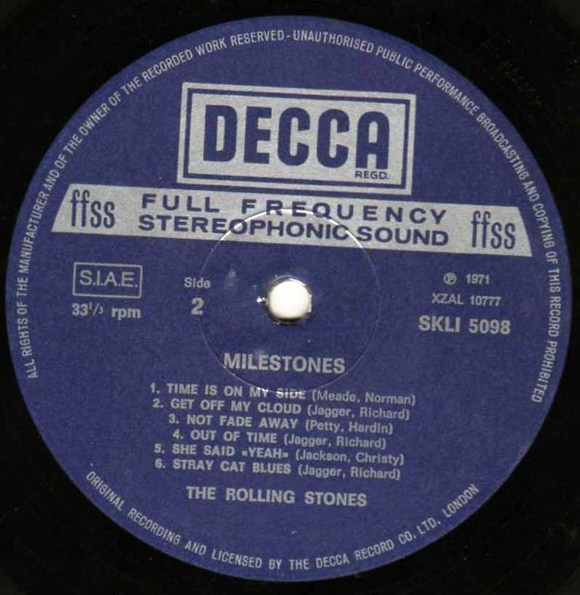 ALL RIGHTS OF THE MANUFACTURER AND OF THE OWNER OF THE RECORDED WORK RESERVED - UNAUTHORISED PUBLIC PERFORMANCE BROADCASTING AND COPYING OF THIS RECORD PROHIBITED
DECCA
REGD.
ffss FULL FREQUENCY STEREOPHONIC SOUND ffss
S.I.A.E.
33⅓ rpm
Side
2
℗ 1971
XZAL 10777
SKLI 5098
MILESTONES
1. TIME IS ON MY SIDE (Meade, Norman)
2. GET OFF MY CLOUD (Jagger, Richard)
3. NOT FADE AWAY (Petty, Hardin)
4. OUT OF TIME (Jagger, Richard)
5. SHE SAID «YEAH» (Jackson, Christy)
6. STRAY CAT BLUES (Jagger, Richard)
THE ROLLING STONES
ORIGINAL RECORDING AND LICENSED BY THE DECCA RECORD CO. LTD. LONDON